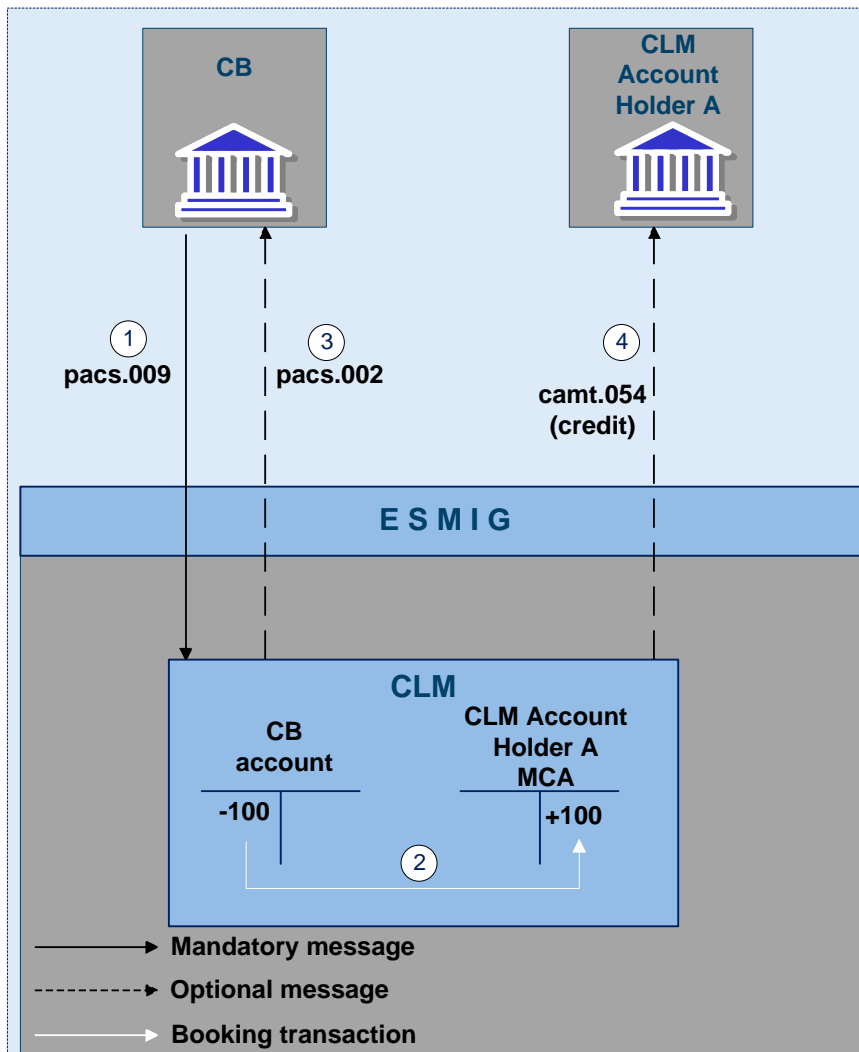 CB
CLM
Account
Holder A
1
pacs.009
3
pacs.002
4
camt.054
(credit)
E S M I G
CLM
CB
account
CLM Account
Holder A
MCA
-100
+100
2
Mandatory message
Optional message
Booking transaction